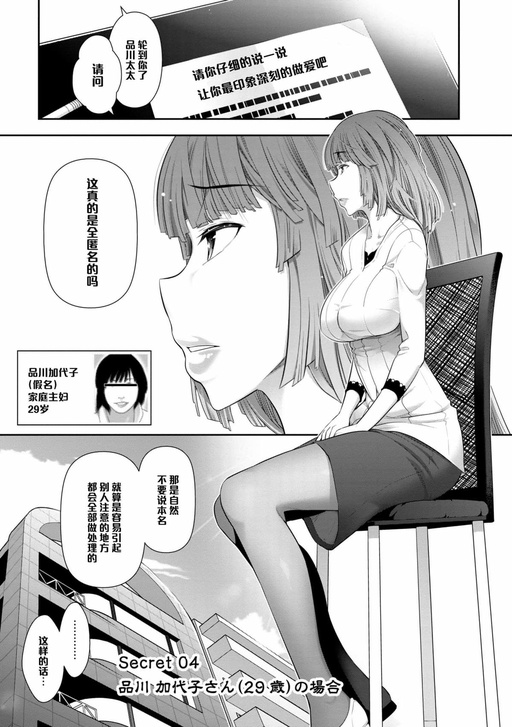 轮到你了
品川太太
请问
请你仔细的说一说
让你最印象深刻的做爱吧
这真的是全匿名的吗
品川加代子
(假名)
家庭主妇
29岁
那是自然
不要说本名
就算是容易引起
别人注意的地方
都会全部做处理的
这样的话…
Secret 04
品川 加代子さん(29歳)の場合